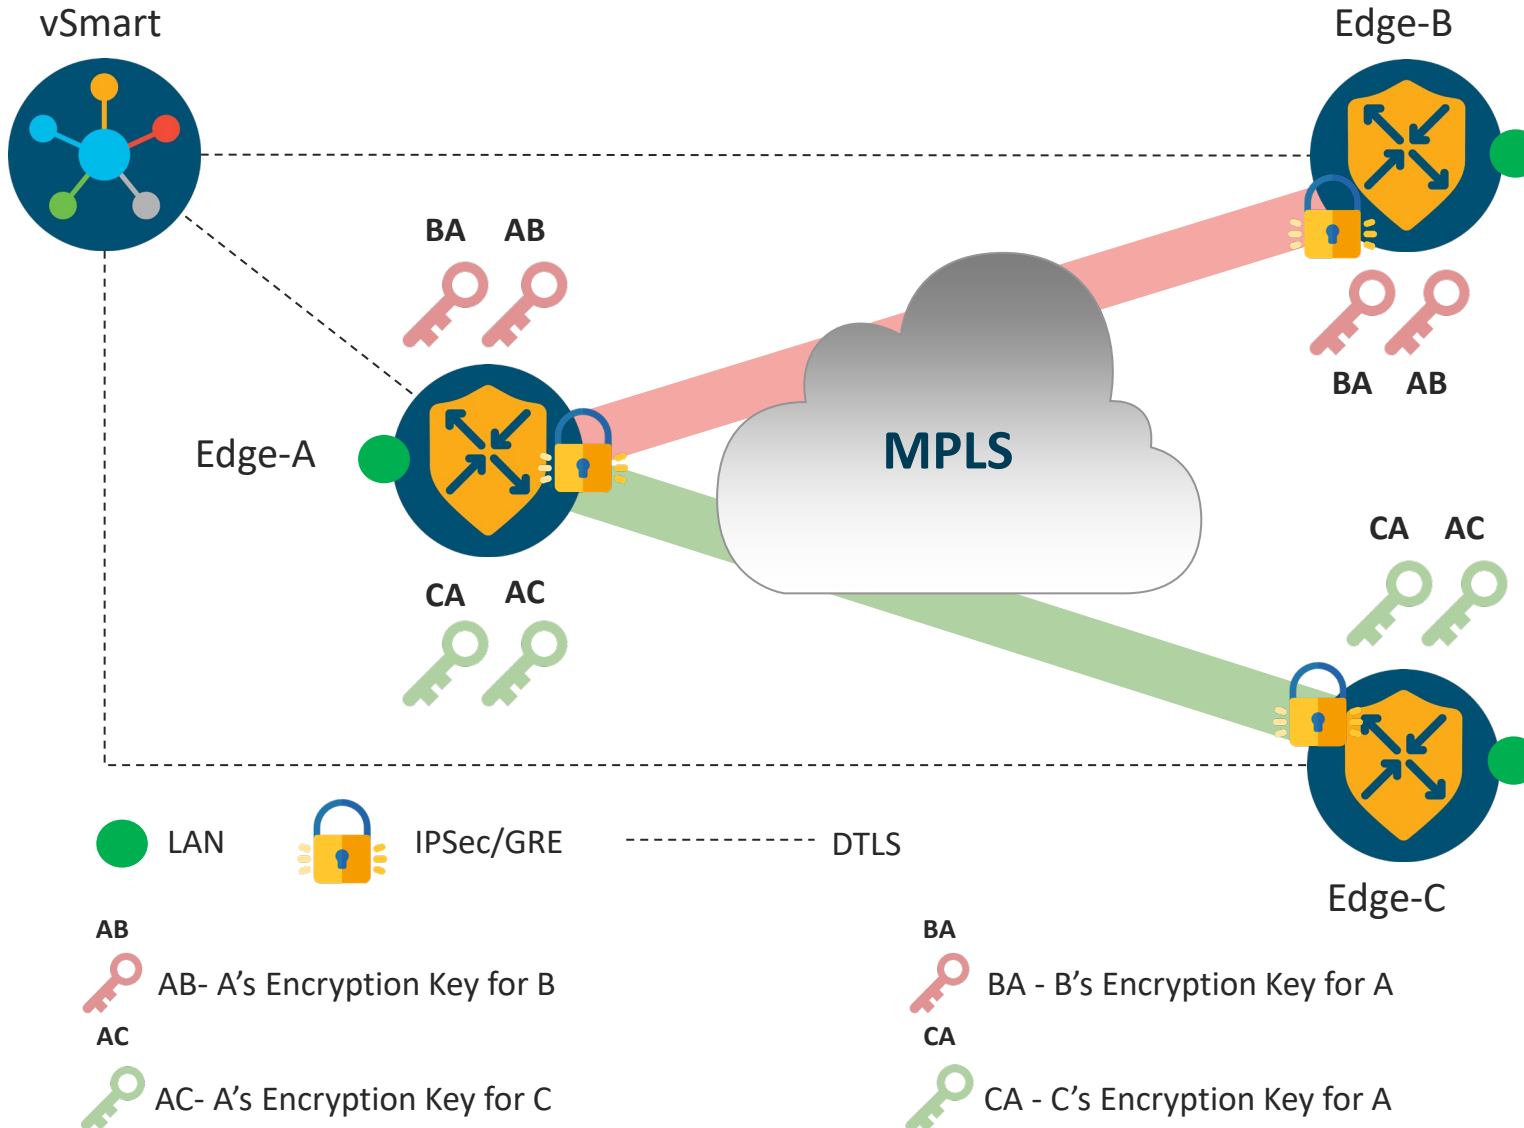 vSmart
Edge-B
BA AB
BA AB
Edge-A
MPLS
CA AC
CA AC
LAN
IPSec/GRE
DTLS
Edge-C
AB
AB- A’s Encryption Key for B
BA
BA - B’s Encryption Key for A
AC
AC- A’s Encryption Key for C
CA
CA - C’s Encryption Key for A